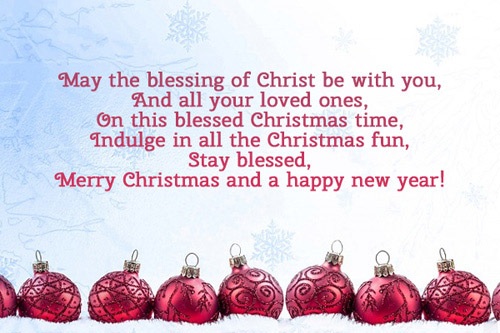 May the blessing of Christ be with you,
And all your loved ones,
On this blessed Christmas time,
Indulge in all the Christmas fun,
Stay blessed,
Merry Christmas and a happy new year!